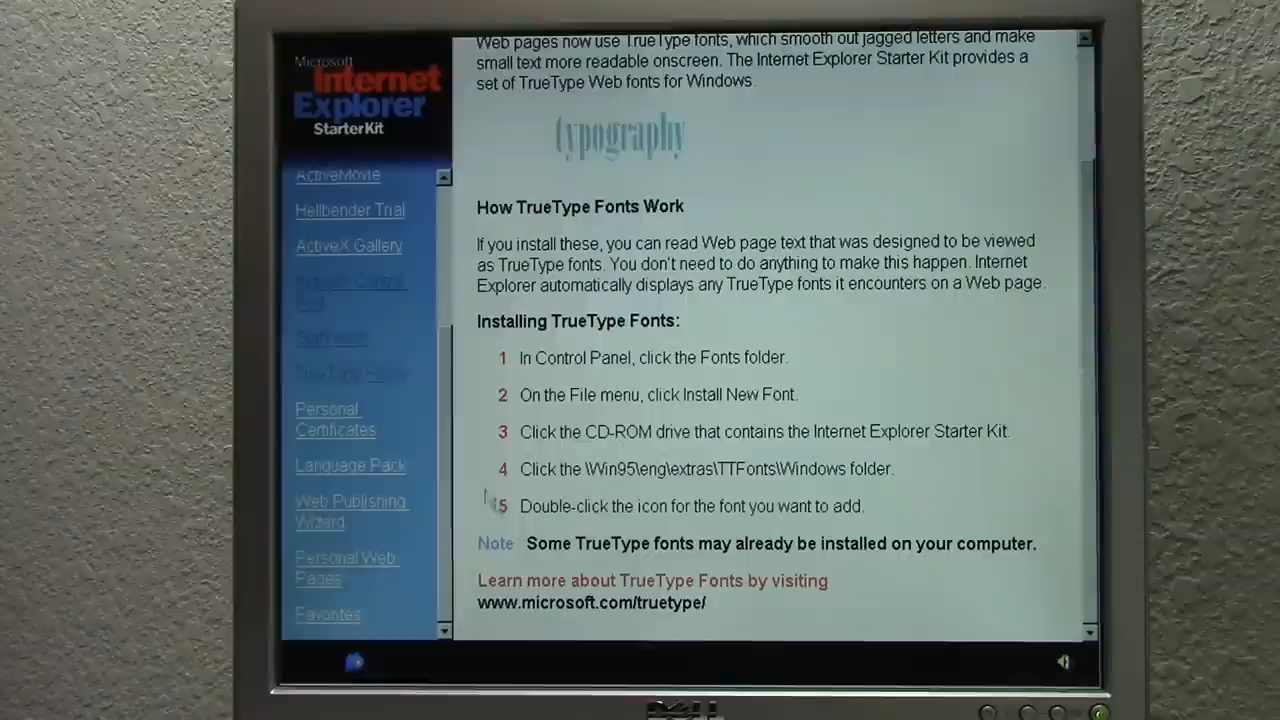 Microsoft
Internet
Explorer
StarterKit
ActiveMovie
Hellbender Trial
ActiveX Gallery
ActiveX Control
TrueType Fonts
Personal
Certificates
Language Pack
Web Publishing
Wizard
Personal Web
Pages
Favorites
Web pages now use TrueType fonts, which smooth out jagged letters and make
small text more readable onscreen. The Internet Explorer Starter Kit provides a
set of TrueType Web fonts for Windows.
typography
How TrueType Fonts Work
If you install these, you can read Web page text that was designed to be viewed
as TrueType fonts. You don't need to do anything to make this happen. Internet
Explorer automatically displays any TrueType fonts it encounters on a Web page.
Installing TrueType Fonts:
1 In Control Panel, click the Fonts folder.
2 On the File menu, click Install New Font.
3 Click the CD-ROM drive that contains the Internet Explorer Starter Kit.
4 Click the \Win95\eng\extras\TTFonts\Windows folder.
5 Double-click the icon for the font you want to add.
Note Some TrueType fonts may already be installed on your computer.
Learn more about TrueType Fonts by visiting
www.microsoft.com/truetype/
DELL